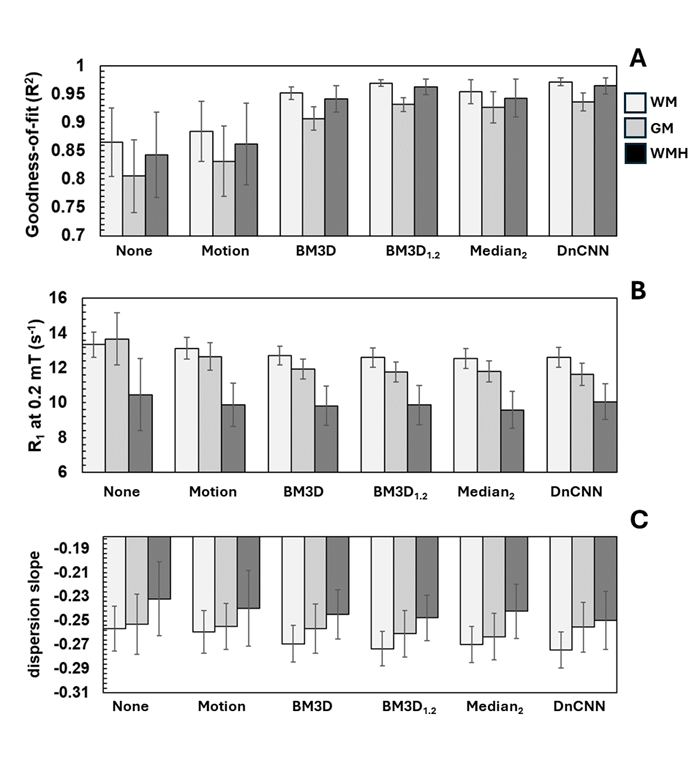 A
Goodness-of-fit (R²)
1
0.95
0.9
0.85
0.8
0.75
0.7
None Motion BM3D BM3D₁.₂ Median₂ DnCNN
WM
GM
WMH
B
R₁ at 0.2 mT (s⁻¹)
16
14
12
10
8
6
None Motion BM3D BM3D₁.₂ Median₂ DnCNN
C
dispersion slope
-0.19
-0.21
-0.23
-0.25
-0.27
-0.29
-0.31
None Motion BM3D BM3D₁.₂ Median₂ DnCNN